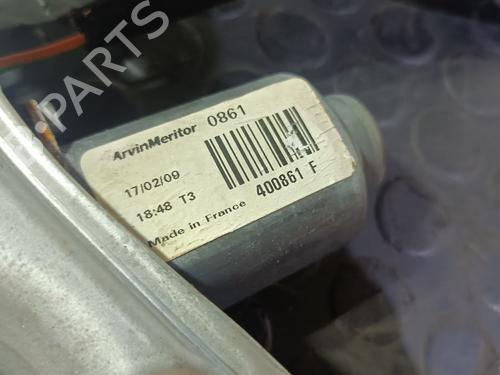 ArvinMeritor 0861
17/02/09
18:48 T3
400861 F
Made in France
B-PARTS